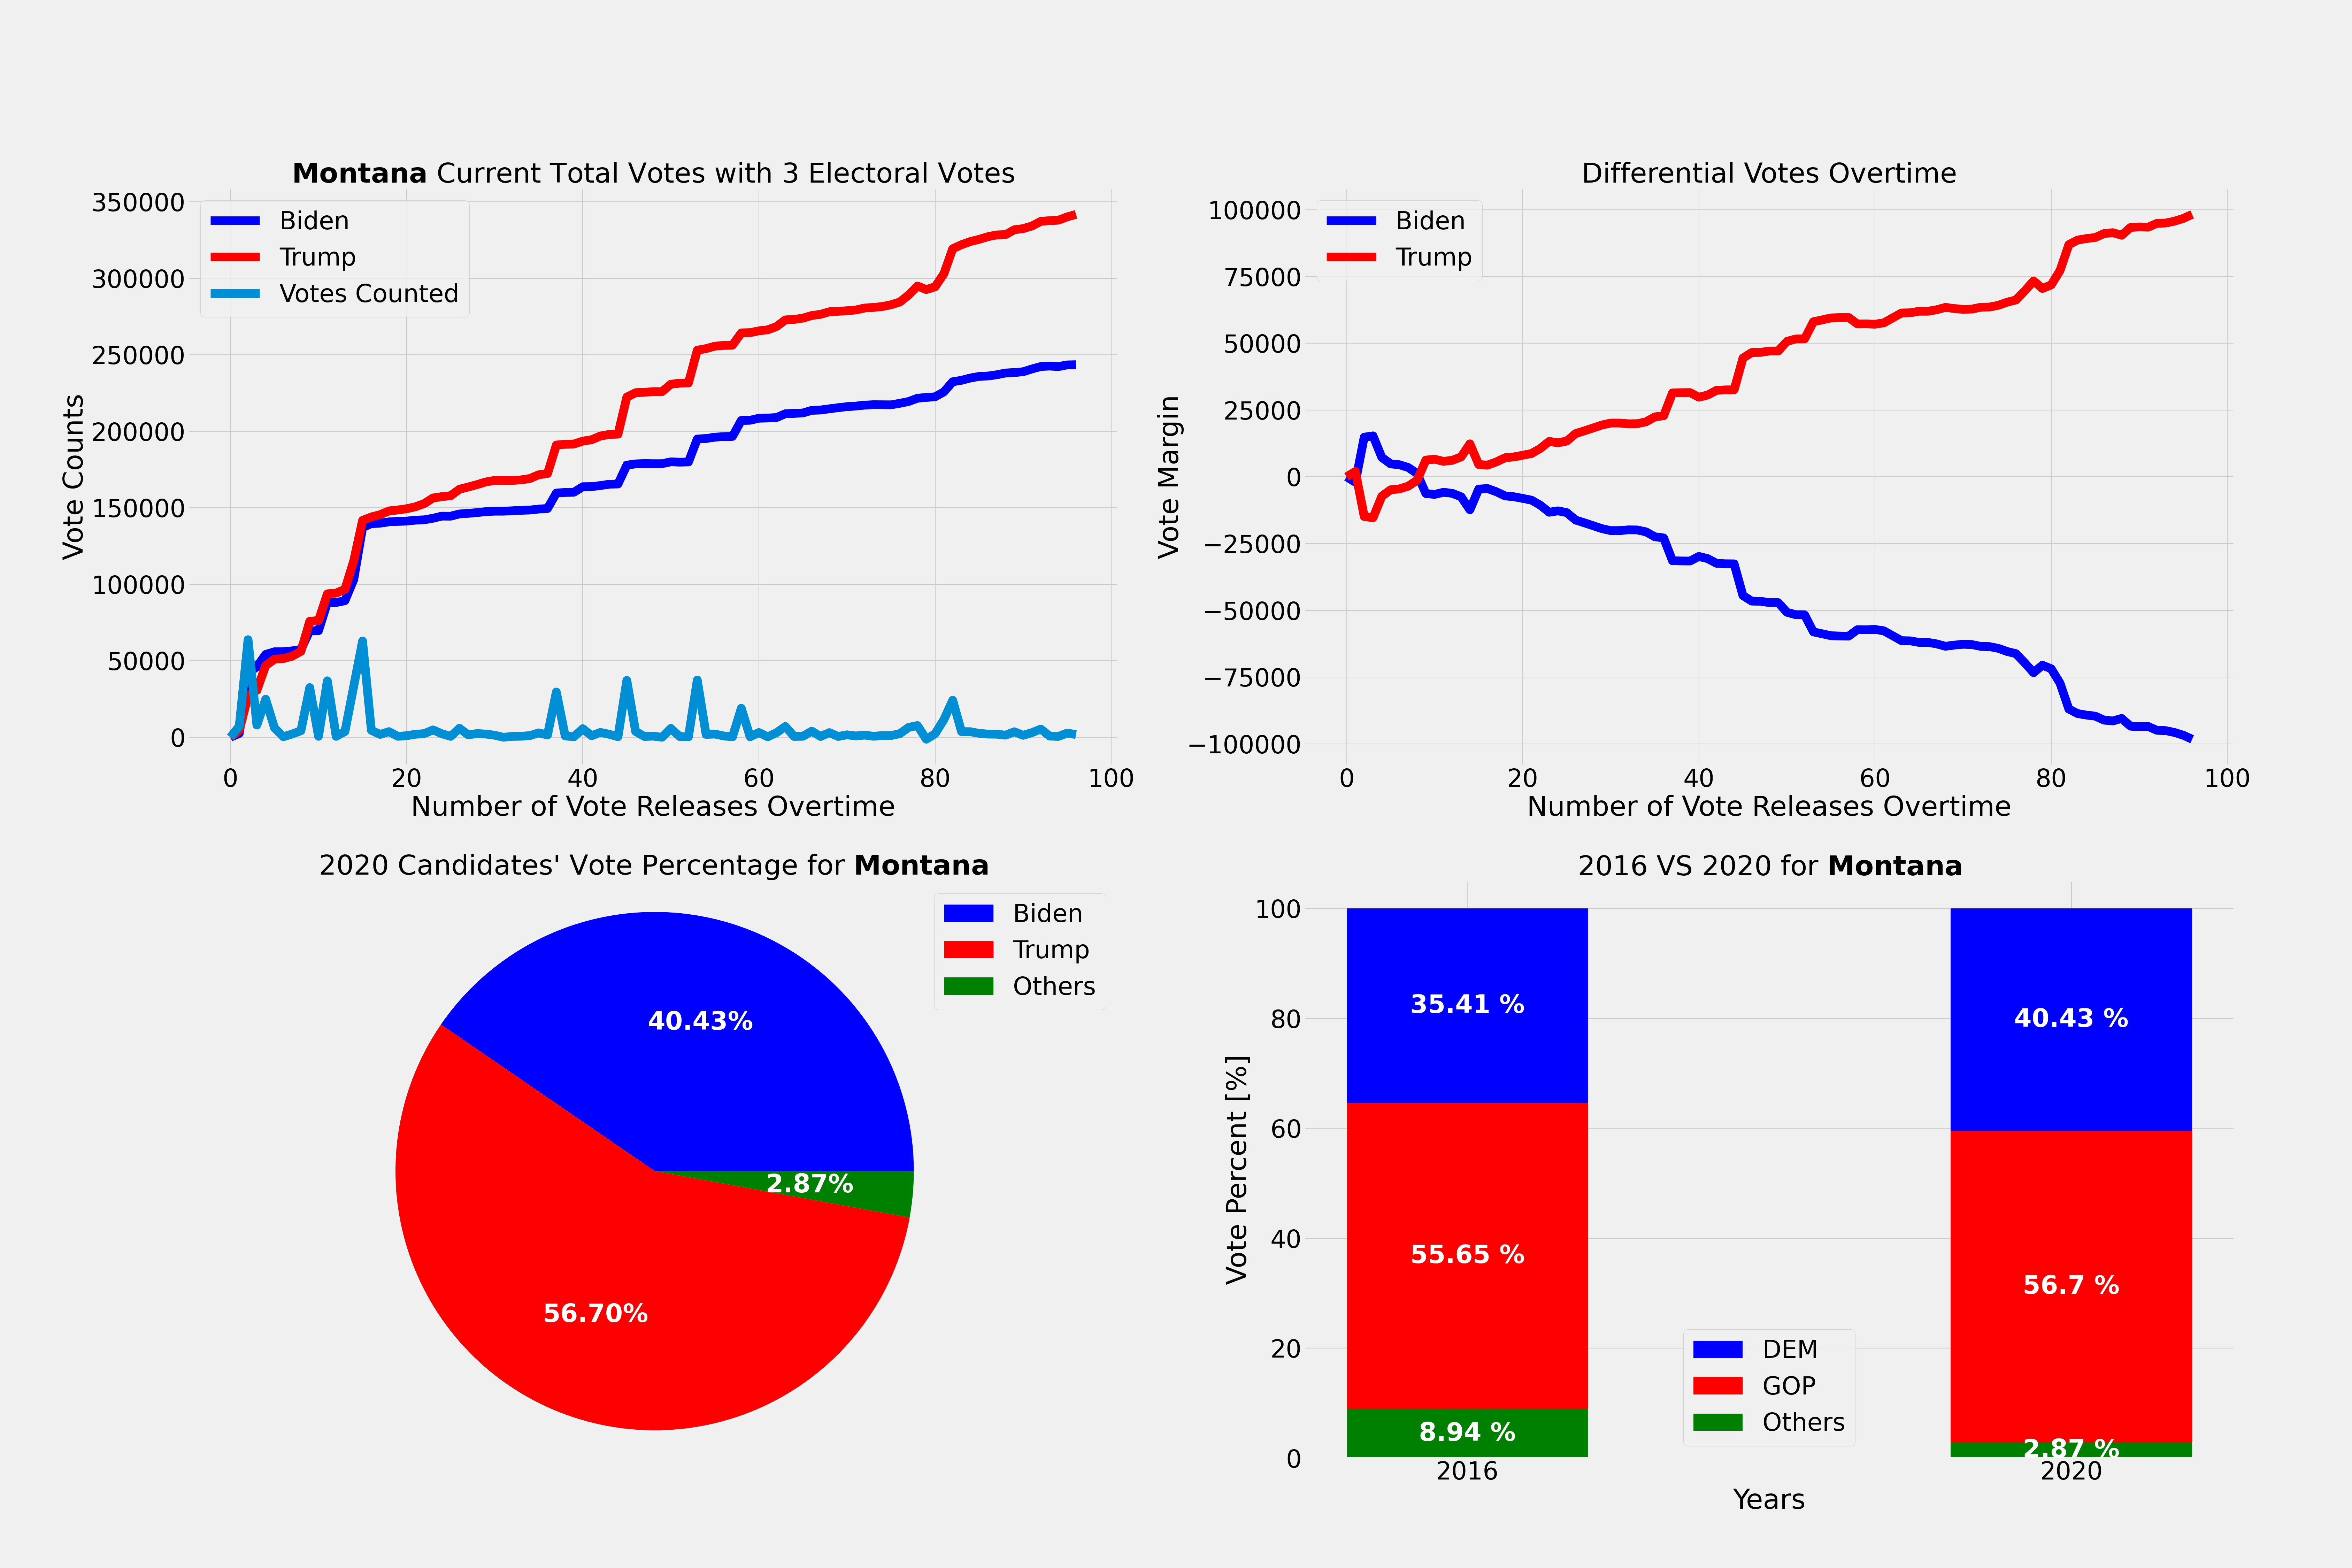 Montana Current Total Votes with 3 Electoral Votes
350000
300000
250000
200000
150000
100000
50000
0
Vote Counts
Biden
Trump
Votes Counted
0 20 40 60 80 100
Number of Vote Releases Overtime
Differential Votes Overtime
100000
75000
50000
25000
0
−25000
−50000
−75000
−100000
Vote Margin
Biden
Trump
0 20 40 60 80 100
Number of Vote Releases Overtime
2020 Candidates' Vote Percentage for Montana
Biden
Trump
Others
40.43%
2.87%
56.70%
2016 VS 2020 for Montana
100
80
60
40
20
0
Vote Percent [%]
35.41 %
55.65 %
8.94 %
40.43 %
56.7 %
2.87 %
DEM
GOP
Others
2016 2020
Years